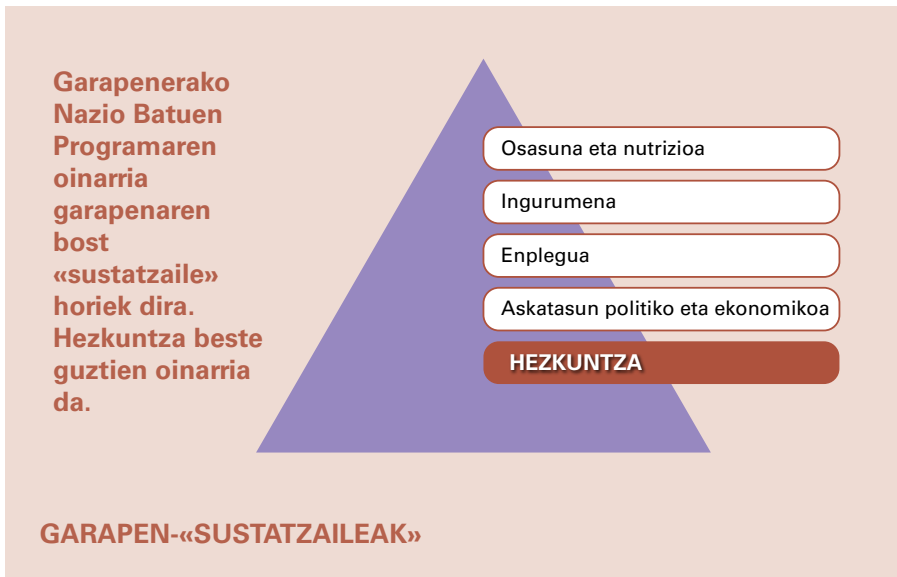 Garapenerako
Nazio Batuen
Programaren
oinarria
garapenaren
bost
«sustatzaile»
horiek dira.
Hezkuntza beste
guztien oinarria
da.
Osasuna eta nutrizioa
Ingurumena
Enplegua
Askatasun politiko eta ekonomikoa
HEZKUNTZA
GARAPEN-«SUSTATZAILEAK»